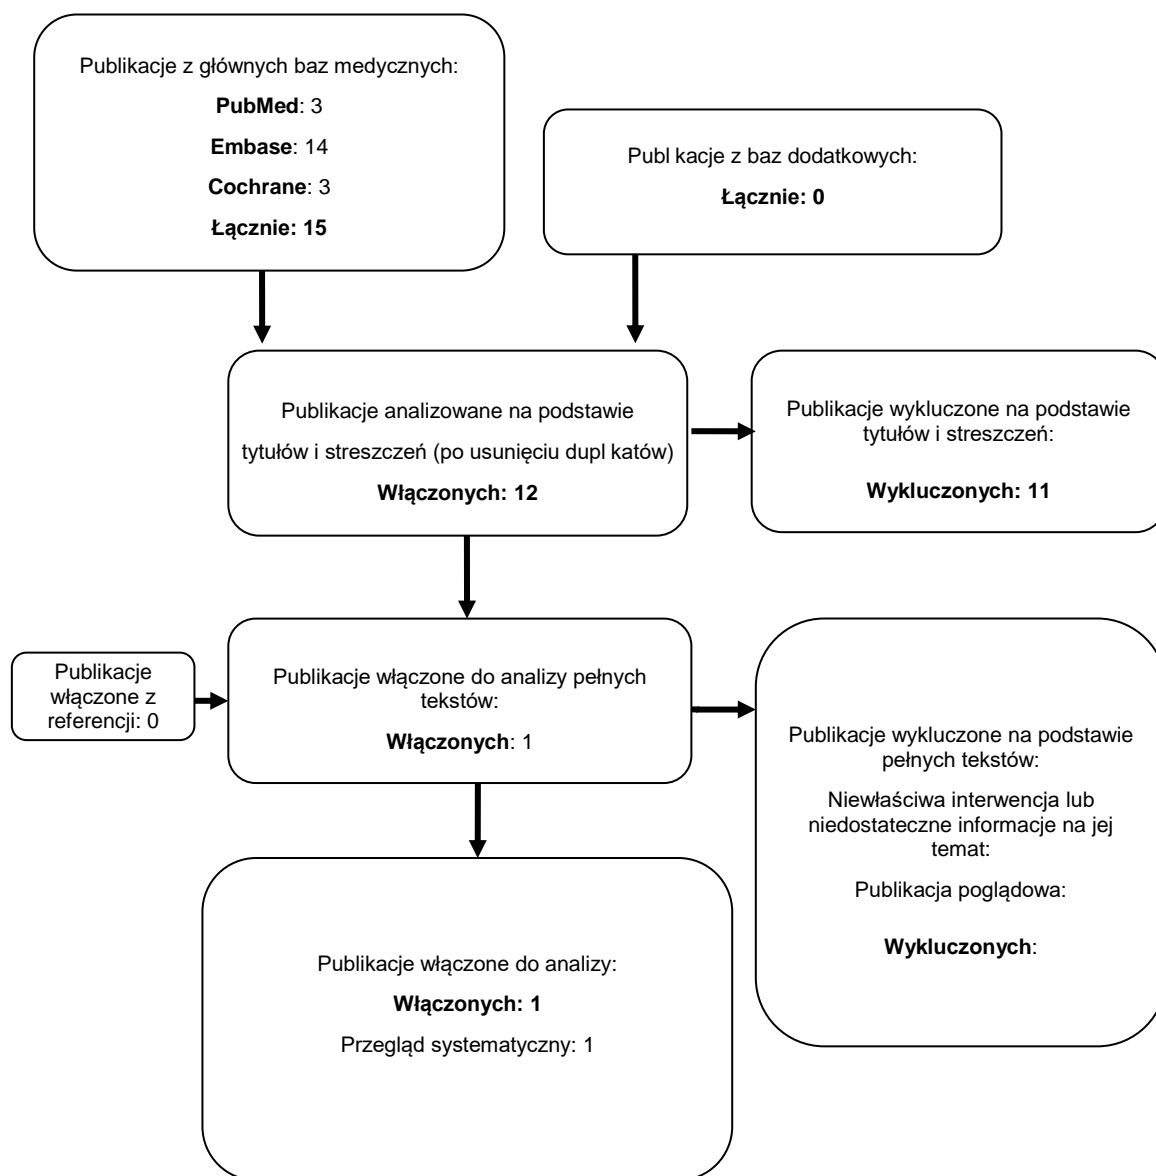 Publikacje z głównych baz medycznych:
PubMed: 3
Embase: 14
Cochrane: 3
Łącznie: 15
Publ kacje z baz dodatkowych:
Łącznie: 0
Publikacje analizowane na podstawie
tytułów i streszczeń (po usunięciu dupl katów)
Włączonych: 12
Publikacje wykluczone na podstawie
tytułów i streszczeń:
Wykluczonych: 11
Publikacje
włączone z
referencji: 0
Publikacje włączone do analizy pełnych
tekstów:
Włączonych: 1
Publikacje wykluczone na podstawie
pełnych tekstów:
Niewłaściwa interwencja lub
niedostateczne informacje na jej
temat:
Publikacja poglądowa:
Wykluczonych:
Publikacje włączone do analizy:
Włączonych: 1
Przegląd systematyczny: 1